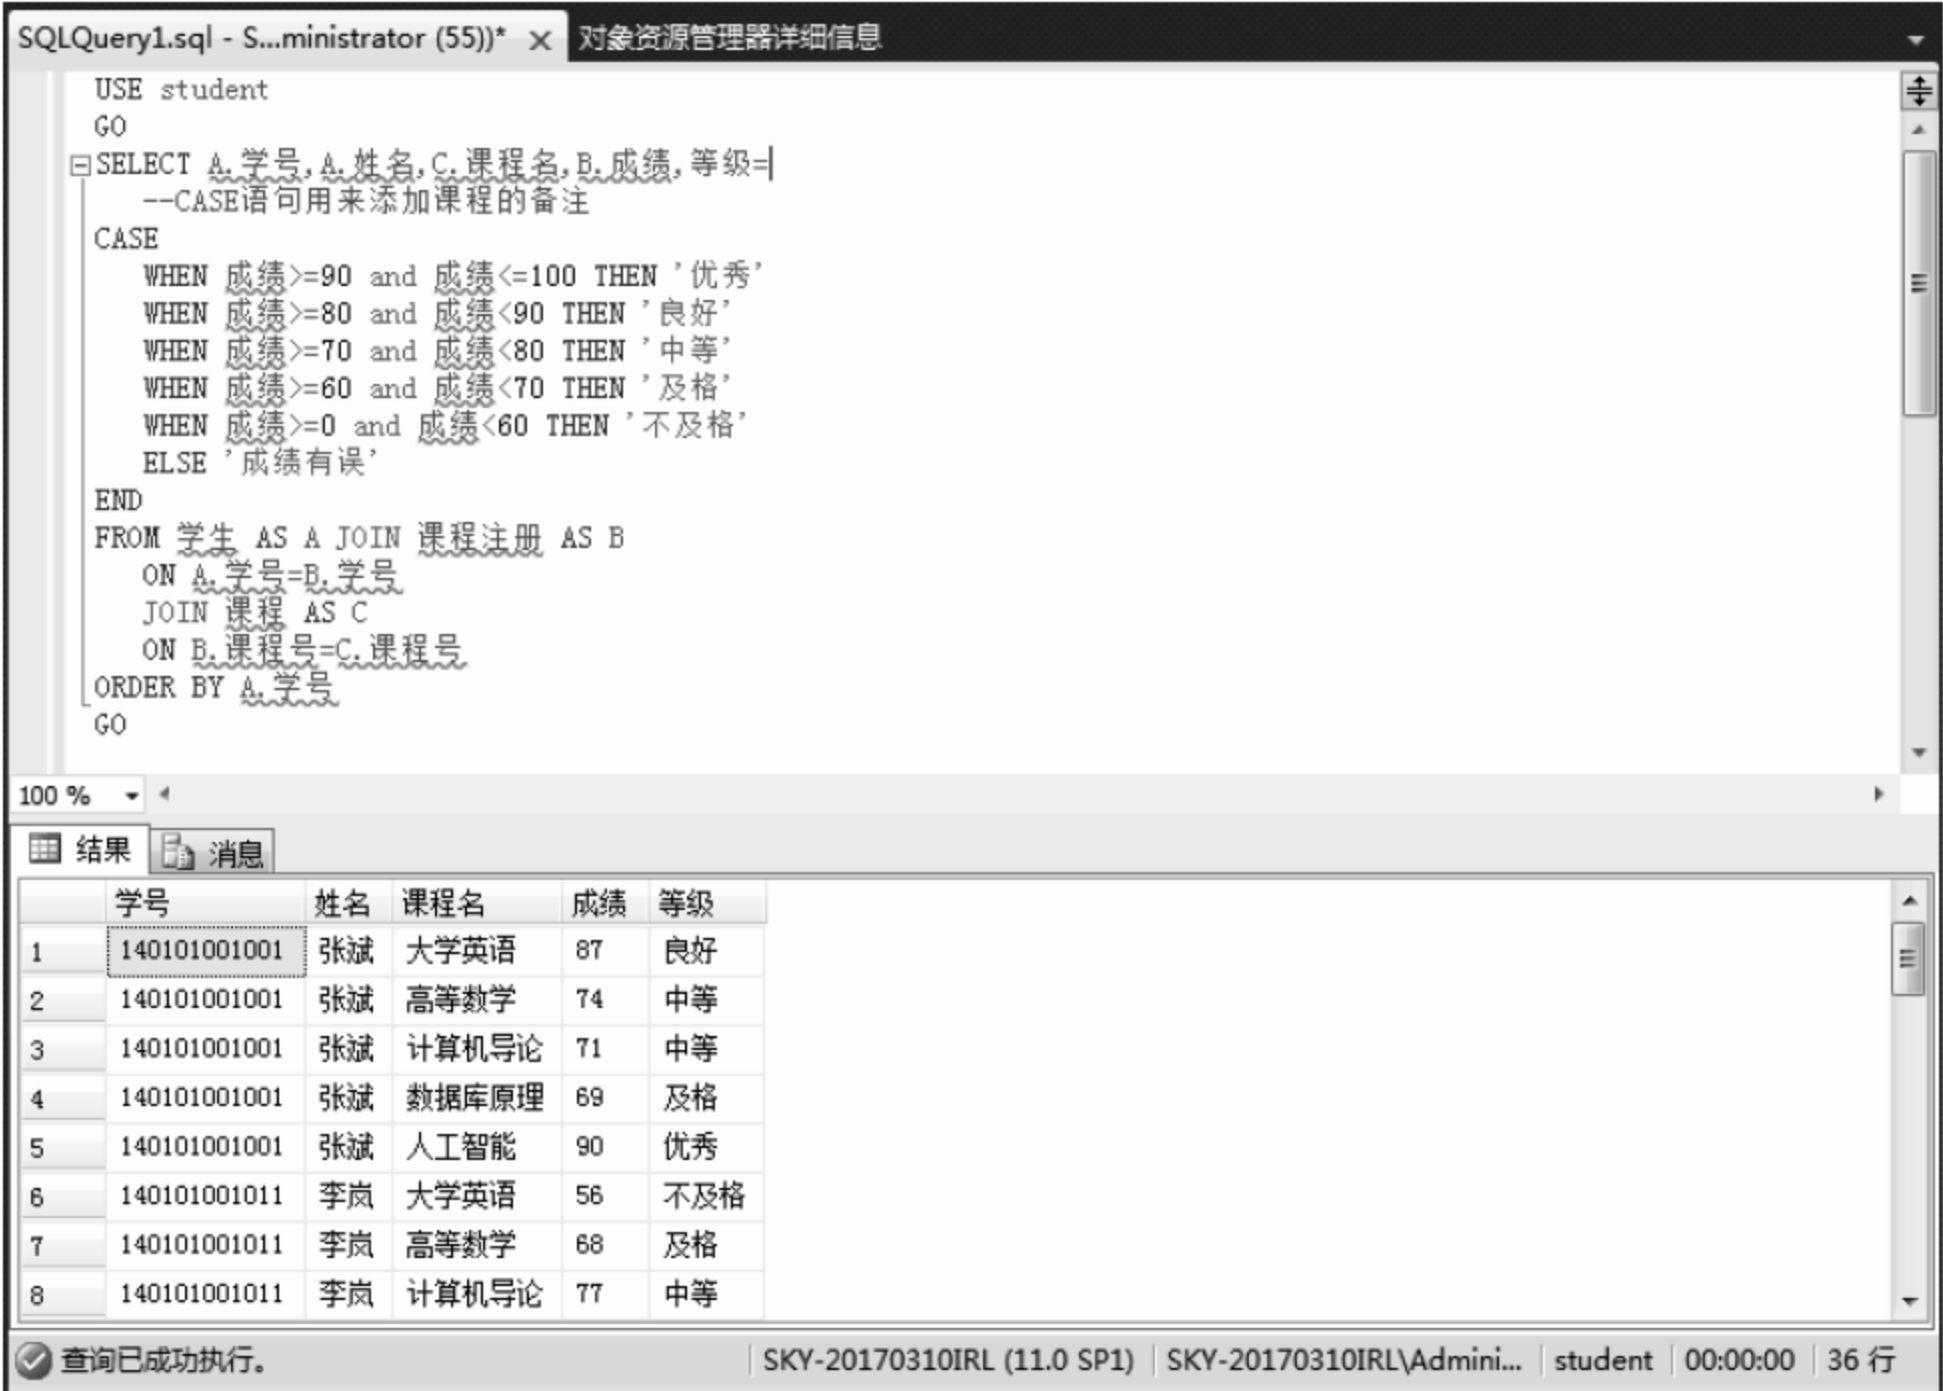 SQLQuery1.sql - S...ministrator (55))* × 对象资源管理器详细信息
USE student
GO
SELECT A.学号,A.姓名,C.课程名,B.成绩,等级=
--CASE语句用来添加课程的备注
CASE
WHEN 成绩>=90 and 成绩<=100 THEN '优秀'
WHEN 成绩>=80 and 成绩<90 THEN '良好'
WHEN 成绩>=70 and 成绩<80 THEN '中等'
WHEN 成绩>=60 and 成绩<70 THEN '及格'
WHEN 成绩>=0 and 成绩<60 THEN '不及格'
ELSE '成绩有误'
END
FROM 学生 AS A JOIN 课程注册 AS B
ON A.学号=B.学号
JOIN 课程 AS C
ON B.课程号=C.课程号
ORDER BY A.学号
GO
100 %
结果 消息
学号 姓名 课程名 成绩 等级
1 140101001001 张斌 大学英语 87 良好
2 140101001001 张斌 高等数学 74 中等
3 140101001001 张斌 计算机导论 71 中等
4 140101001001 张斌 数据库原理 69 及格
5 140101001001 张斌 人工智能 90 优秀
6 140101001011 李岚 大学英语 56 不及格
7 140101001011 李岚 高等数学 68 及格
8 140101001011 李岚 计算机导论 77 中等
查询已成功执行。 SKY-20170310IRL (11.0 SP1) SKY-20170310IRL\Admini... student 00:00:00 36 行